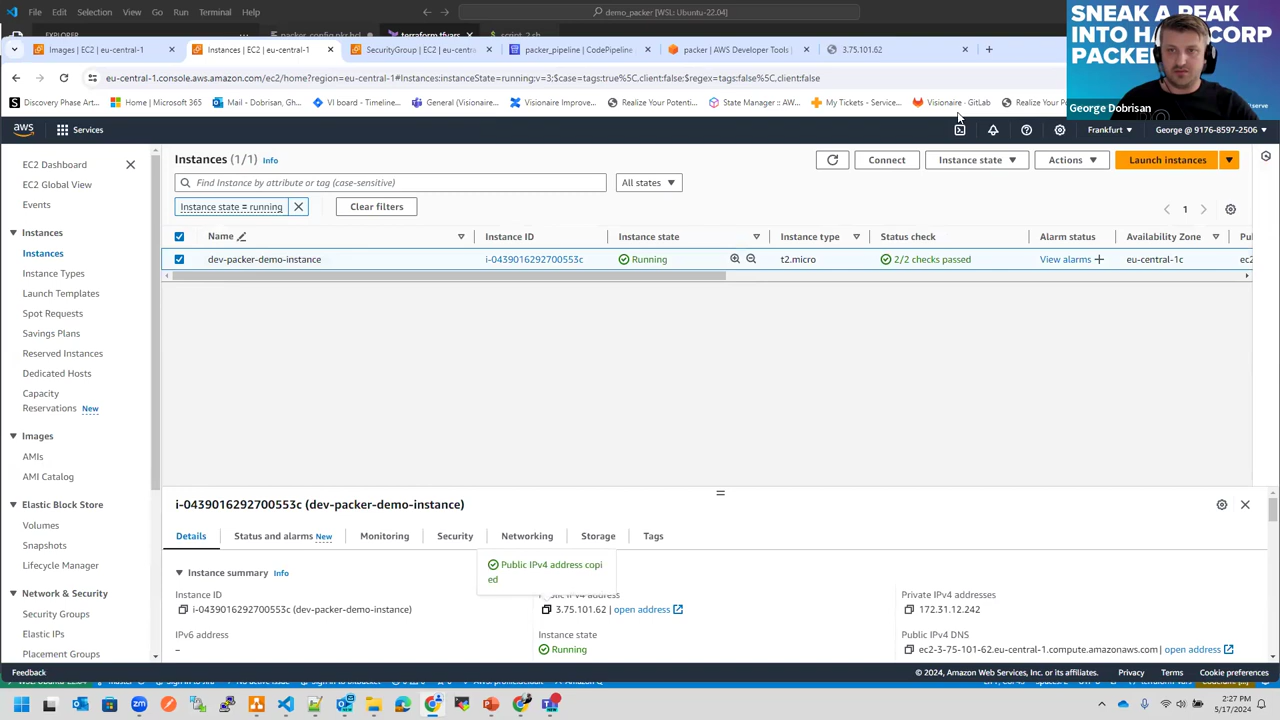 File Edit Selection View Go Run ... demo_packer [WSL: Ubuntu-22.04]
SNEAK A PEAK
INTO HA CORP
PACKE
George Dobrisan
Images | EC2 | eu-central-1
Instances | EC2 | eu-central-1
SecurityGroup | EC2 | eu-centra
packer_pipeline | CodePipeline
packer | AWS Developer Tools
3.75.101.62
eu-central-1.console.aws.amazon.com/ec2/home?region=eu-central-1#Instances:instanceState=running;v=3;$case=tags:true%5C,client:false;$regex=tags:false%5C,client:false
Discovery Phase Art...
Home | Microsoft 365
Mail - Dobrisan, Gh...
VI board - Timeline...
General (Visionaire...
Visionaire Improve...
Realize Your Potenti...
State Manager :: AW...
My Tickets - Service...
Visionaire · GitLab
Realize Your P
aws Services Frankfurt George @ 9176-8597-2506
EC2 Dashboard
EC2 Global View
Events
Instances
Instances
Instance Types
Launch Templates
Spot Requests
Savings Plans
Reserved Instances
Dedicated Hosts
Capacity
Reservations New
Images
AMIs
AMI Catalog
Elastic Block Store
Volumes
Snapshots
Lifecycle Manager
Network & Security
Security Groups
Elastic IPs
Placement Groups
Instances (1/1) Info
Connect Instance state Actions Launch instances
Find Instance by attribute or tag (case-sensitive) All states
Instance state = running Clear filters
1
Name Instance ID Instance state Instance type Status check Alarm status Availability Zone Pul
dev-packer-demo-instance i-0439016292700553c Running t2.micro 2/2 checks passed View alarms eu-central-1c ec2
i-0439016292700553c (dev-packer-demo-instance)
Details Status and alarms New Monitoring Security Networking Storage Tags
Public IPv4 address copi
ed
Instance summary Info
Instance ID
i-0439016292700553c (dev-packer-demo-instance)
IPv6 address
–
3.75.101.62 | open address
Instance state
Running
Private IPv4 addresses
172.31.12.242
Public IPv4 DNS
ec2-3-75-101-62.eu-central-1.compute.amazonaws.com | open address
Feedback © 2024, Amazon Web Services, Inc. or its affiliates. Privacy Terms Cookie preferences
2:27 PM
5/17/2024